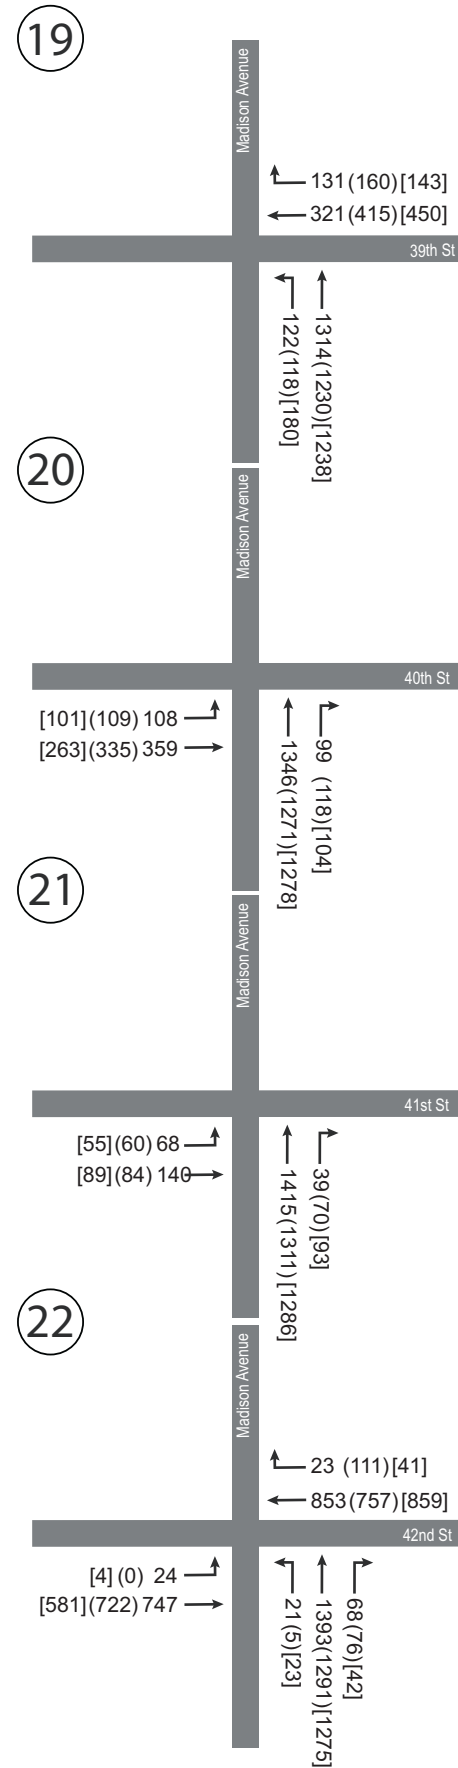 19
Madison Avenue
131 (160) [143]
321 (415) [450]
39th St
122 (118) [180]
1314 (1230) [1238]
20
Madison Avenue
40th St
[101] (109) 108
[263] (335) 359
1346 (1271) [1278]
99 (118) [104]
21
Madison Avenue
41st St
[55] (60) 68
[89] (84) 140
1415 (1311) [1286]
39 (70) [93]
22
Madison Avenue
23 (111) [41]
853 (757) [859]
42nd St
[4] (0) 24
[581] (722) 747
21 (5) [23]
1393 (1291) [1275]
68 (76) [42]